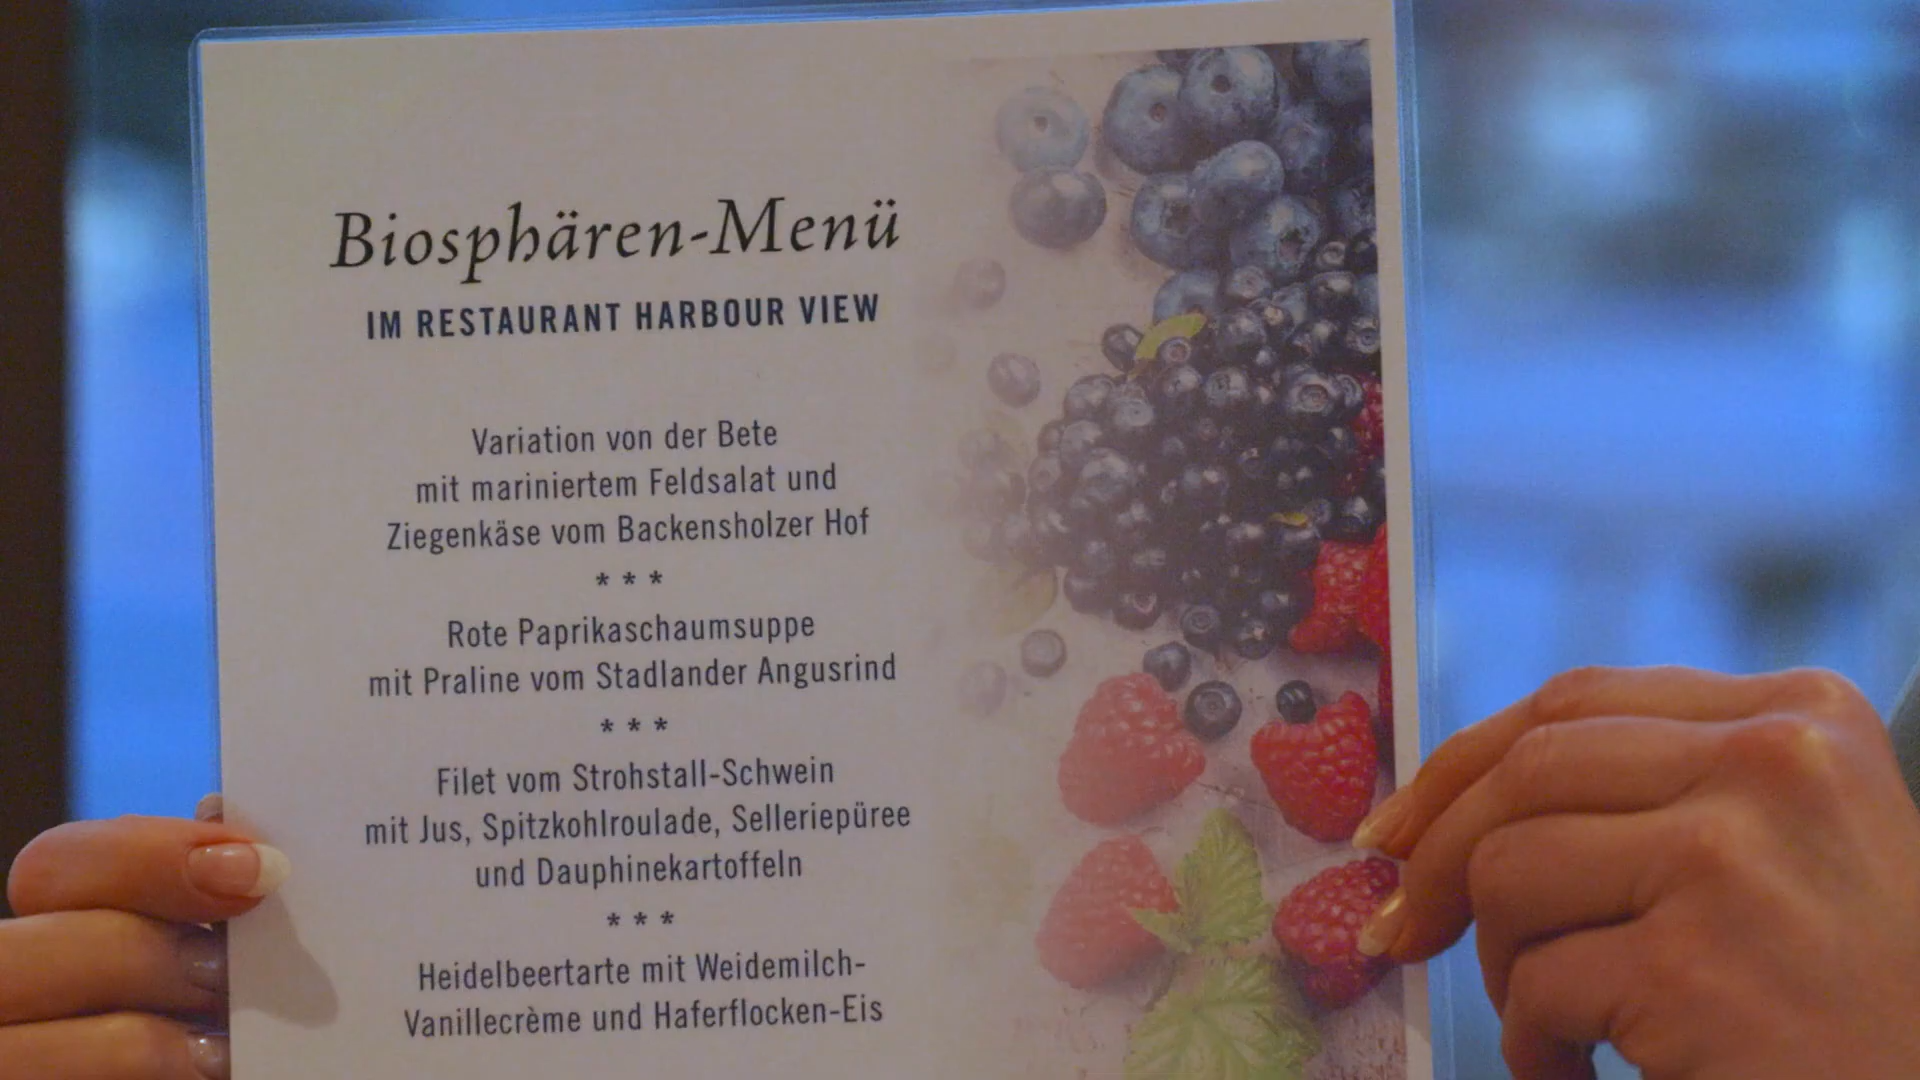 Biosphären-Menü
IM RESTAURANT HARBOUR VIEW
Variation von der Bete
mit mariniertem Feldsalat und
Ziegenkäse vom Backensholzer Hof
* * *
Rote Paprikaschaumsuppe
mit Praline vom Stadlander Angusrind
* * *
Filet vom Strohstall-Schwein
mit Jus, Spitzkohlroulade, Selleriepüree
und Dauphinekartoffeln
* * *
Heidelbeertarte mit Weidemilch-
Vanillecrème und Haferflocken-Eis